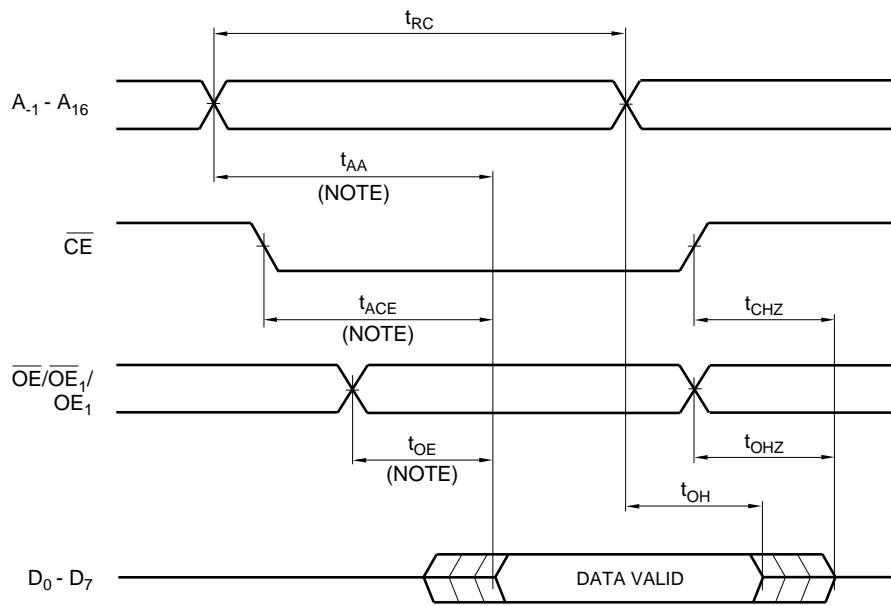 tRC
A-1 - A16
tAA
(NOTE)
CE
tACE
(NOTE)
tCHZ
OE/OE1/
OE1
tOE
(NOTE)
tOHZ
tOH
D0 - D7
DATA VALID